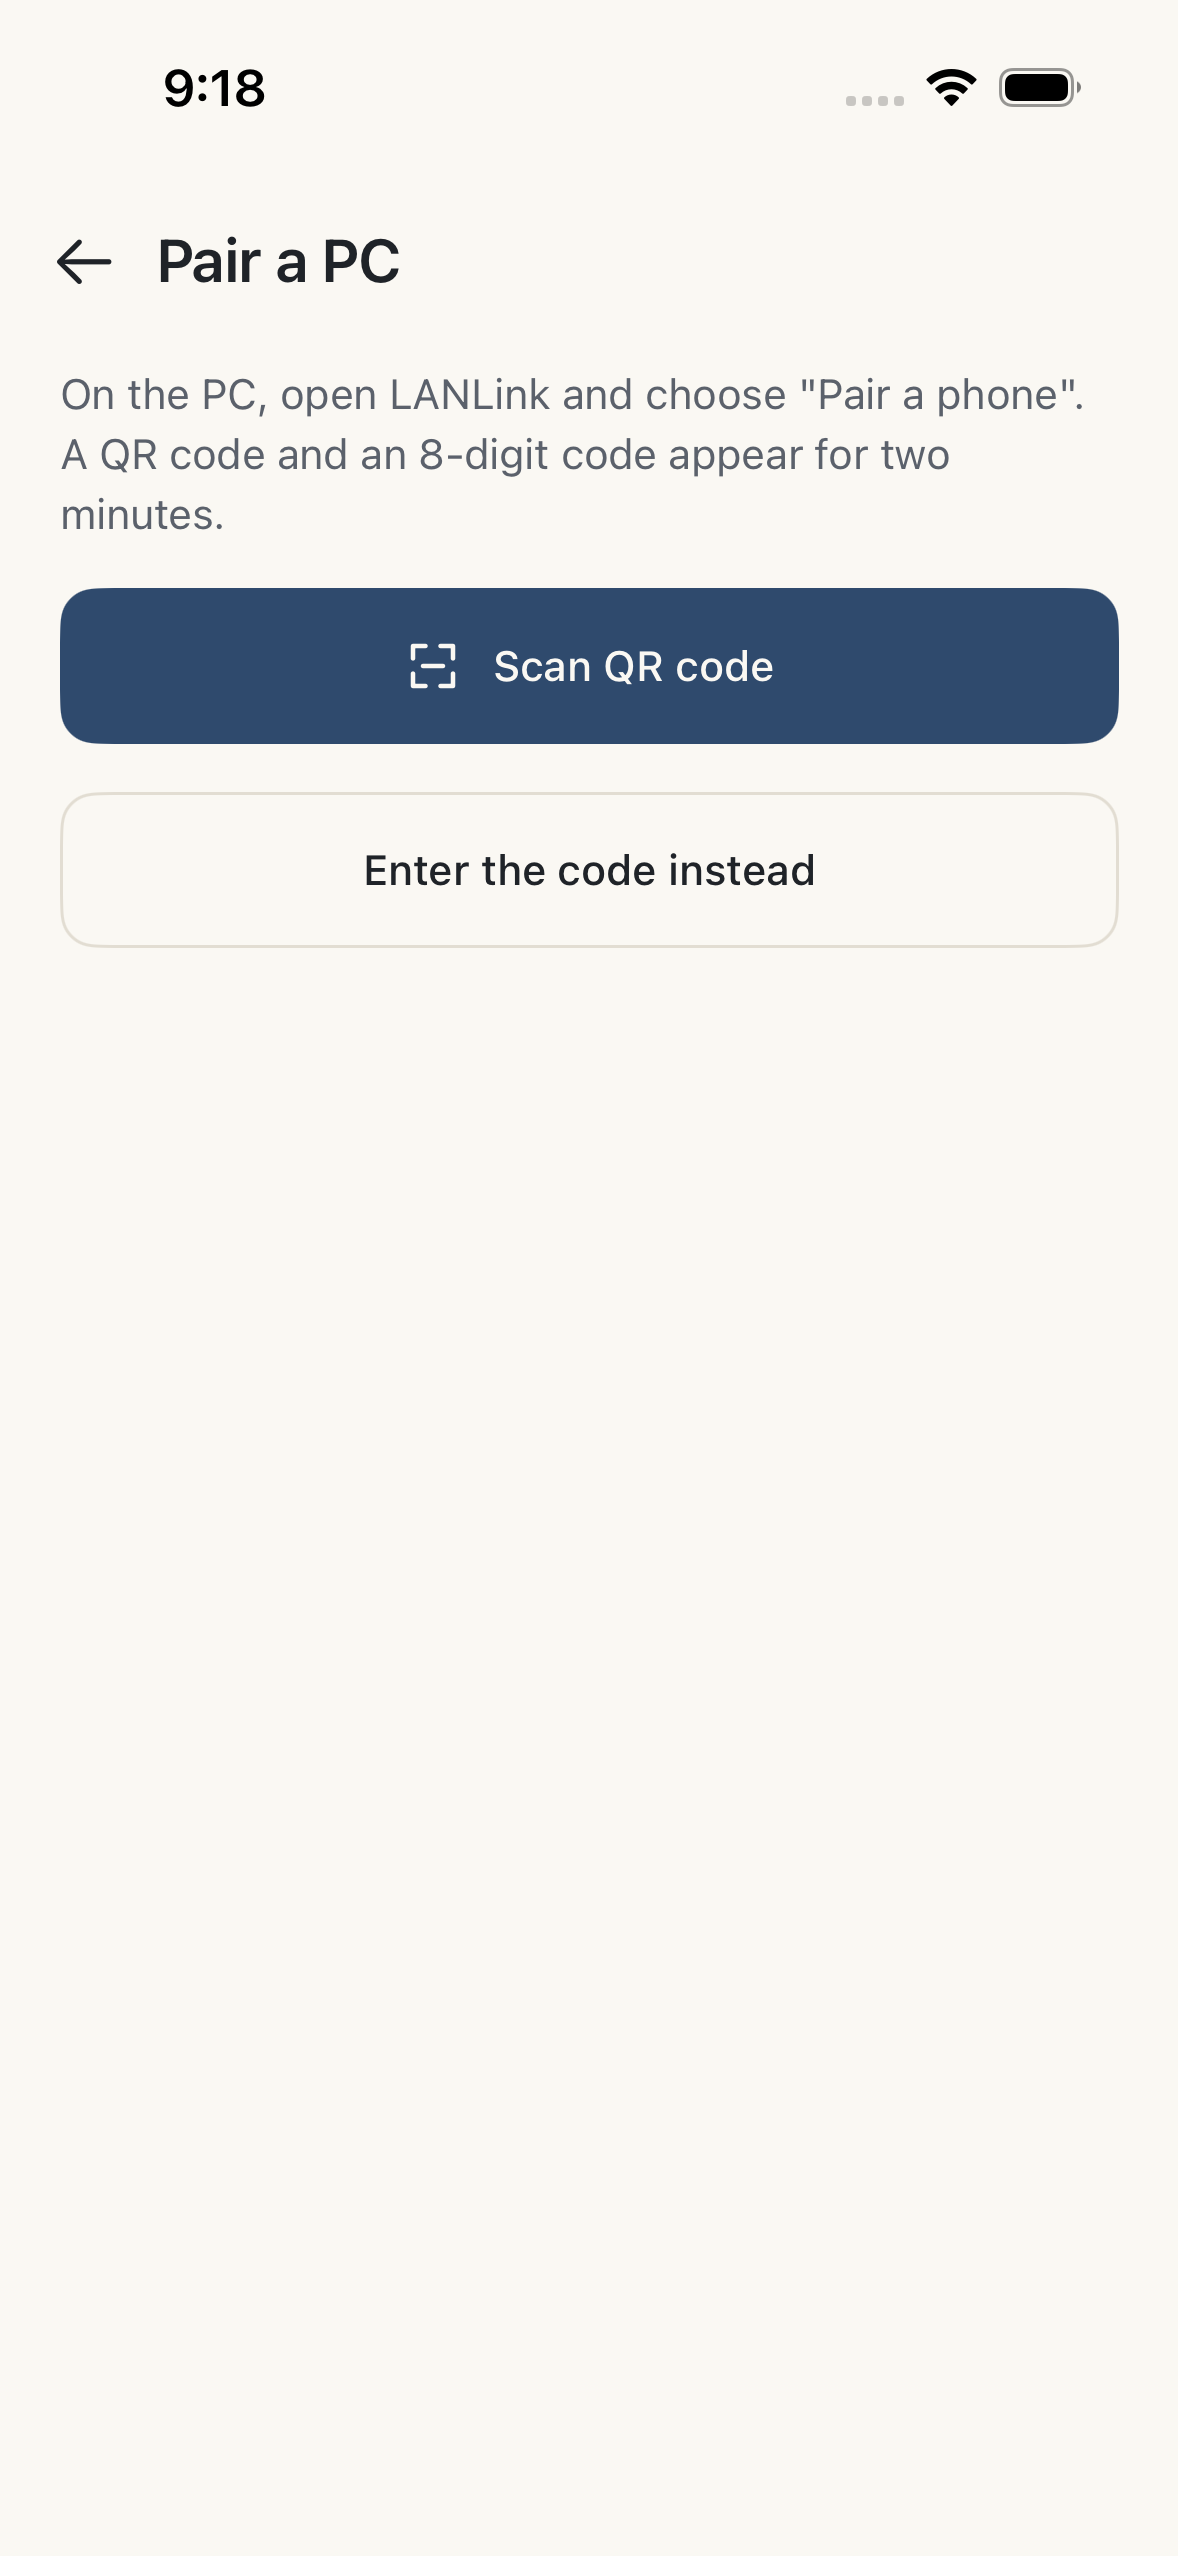 9:18
Pair a PC
On the PC, open LANLink and choose "Pair a phone".
A QR code and an 8-digit code appear for two
minutes.
Scan QR code
Enter the code instead